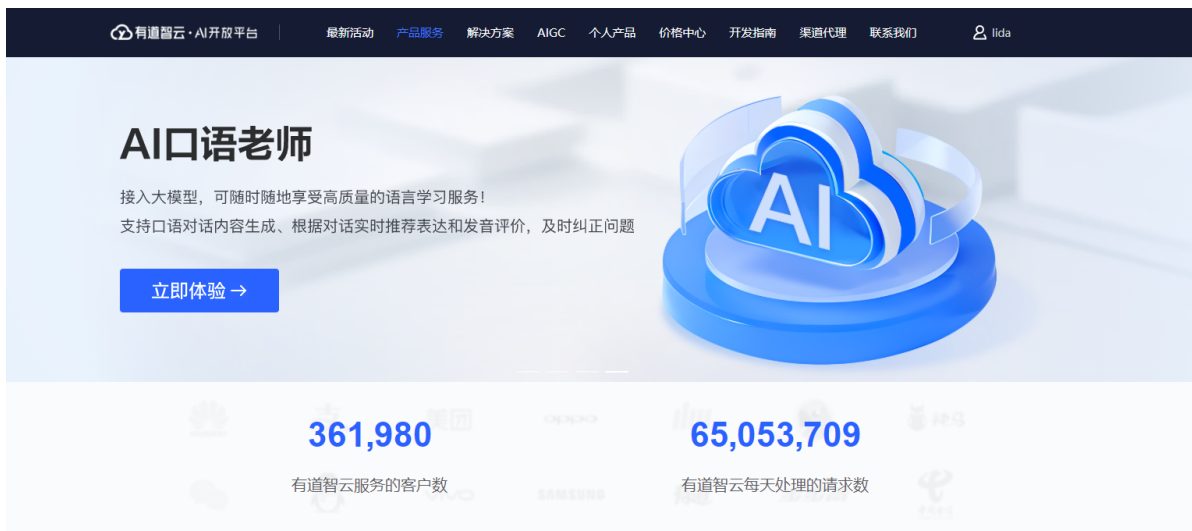 有道智云·AI开放平台 最新活动 产品服务 解决方案 AIGC 个人产品 价格中心 开发指南 渠道代理 联系我们 lida
AI口语老师
接入大模型，可随时随地享受高质量的语言学习服务！
支持口语对话内容生成、根据对话实时推荐表达和发音评价，及时纠正问题
立即体验→
AI
美团 oppo
361,980 65,053,709
有道智云服务的客户数 有道智云每天处理的请求数
vivo SAMSUNG